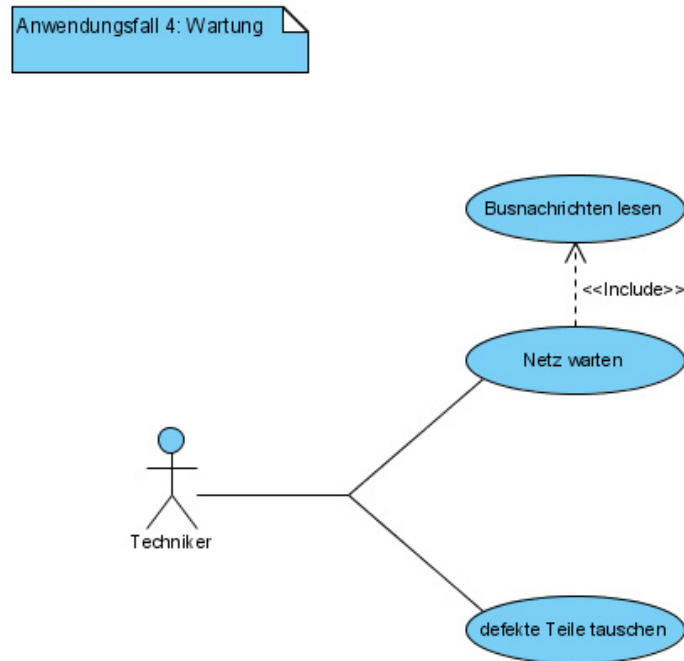 Anwendungsfall 4: Wartung
Busnachrichten lesen
<<Include>>
Netz warten
Techniker
defekte Teile tauschen